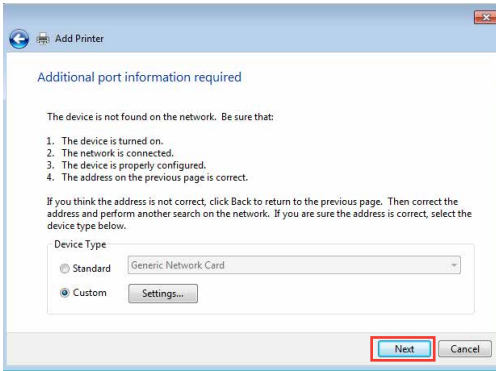 Add Printer
Additional port information required
The device is not found on the network. Be sure that:
1. The device is turned on.
2. The network is connected.
3. The device is properly configured.
4. The address on the previous page is correct.
If you think the address is not correct, click Back to return to the previous page. Then correct the
address and perform another search on the network. If you are sure the address is correct, select the
device type below.
Device Type
Standard Generic Network Card
Custom Settings...
Next Cancel